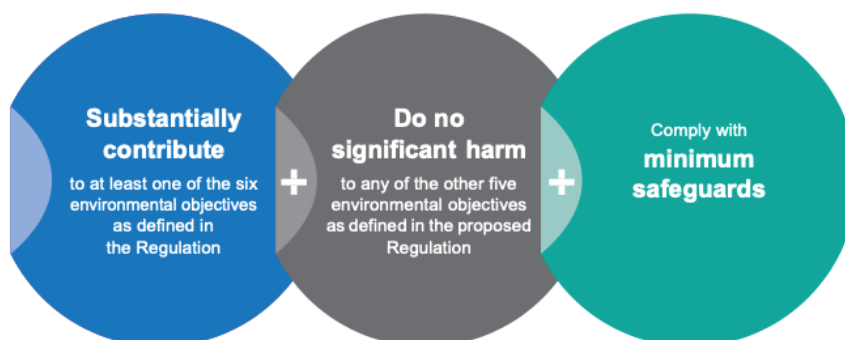 Substantially
contribute
to at least one of the six
environmental objectives
as defined in
the Regulation
+
Do no
significant harm
to any of the other five
environmental objectives
as defined in the proposed
Regulation
+
Comply with
minimum
safeguards